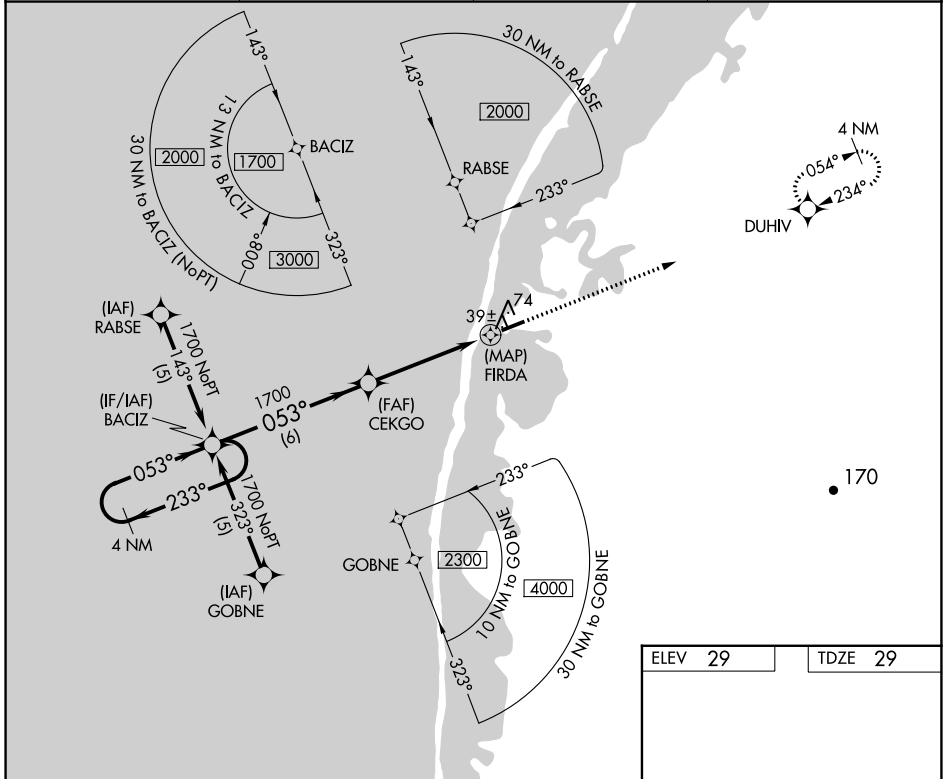 143°
13 NM to BACIZ
30 NM to BACIZ (NoPT)
2000
1700
BACIZ
008°
3000
323°
30 NM to RABSE
143°
2000
RABSE
233°
4 NM
054°
234°
DUHIV
(IAF)
RABSE
1700 NoPT
143°
(5)
(IF/IAF)
BACIZ
1700
053°
(6)
(FAF)
CEKGO
39±
74
(MAP)
FIRDA
053°
233°
4 NM
1700 NoPT
323°
(5)
(IAF)
GOBNE
233°
GOBNE
2300
10 NM to GOBNE
4000
30 NM to GOBNE
323°
170
ELEV 29
TDZE 29